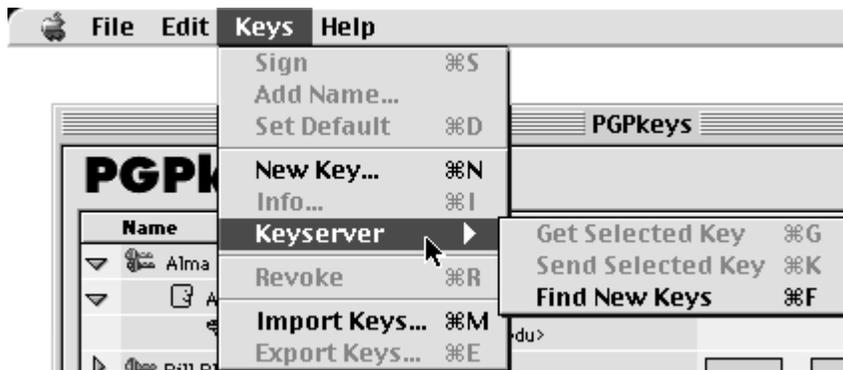 File Edit Keys Help
Sign ⌘S
Add Name...
Set Default ⌘D
PGPkeys
New Key... ⌘N
PGPk
Info... ⌘I
Name
Keyserver
Get Selected Key ⌘G
Alma
Send Selected Key ⌘K
Revoke ⌘R
Find New Keys ⌘F
A
Import Keys... ⌘M
du>
Export Keys... ⌘E